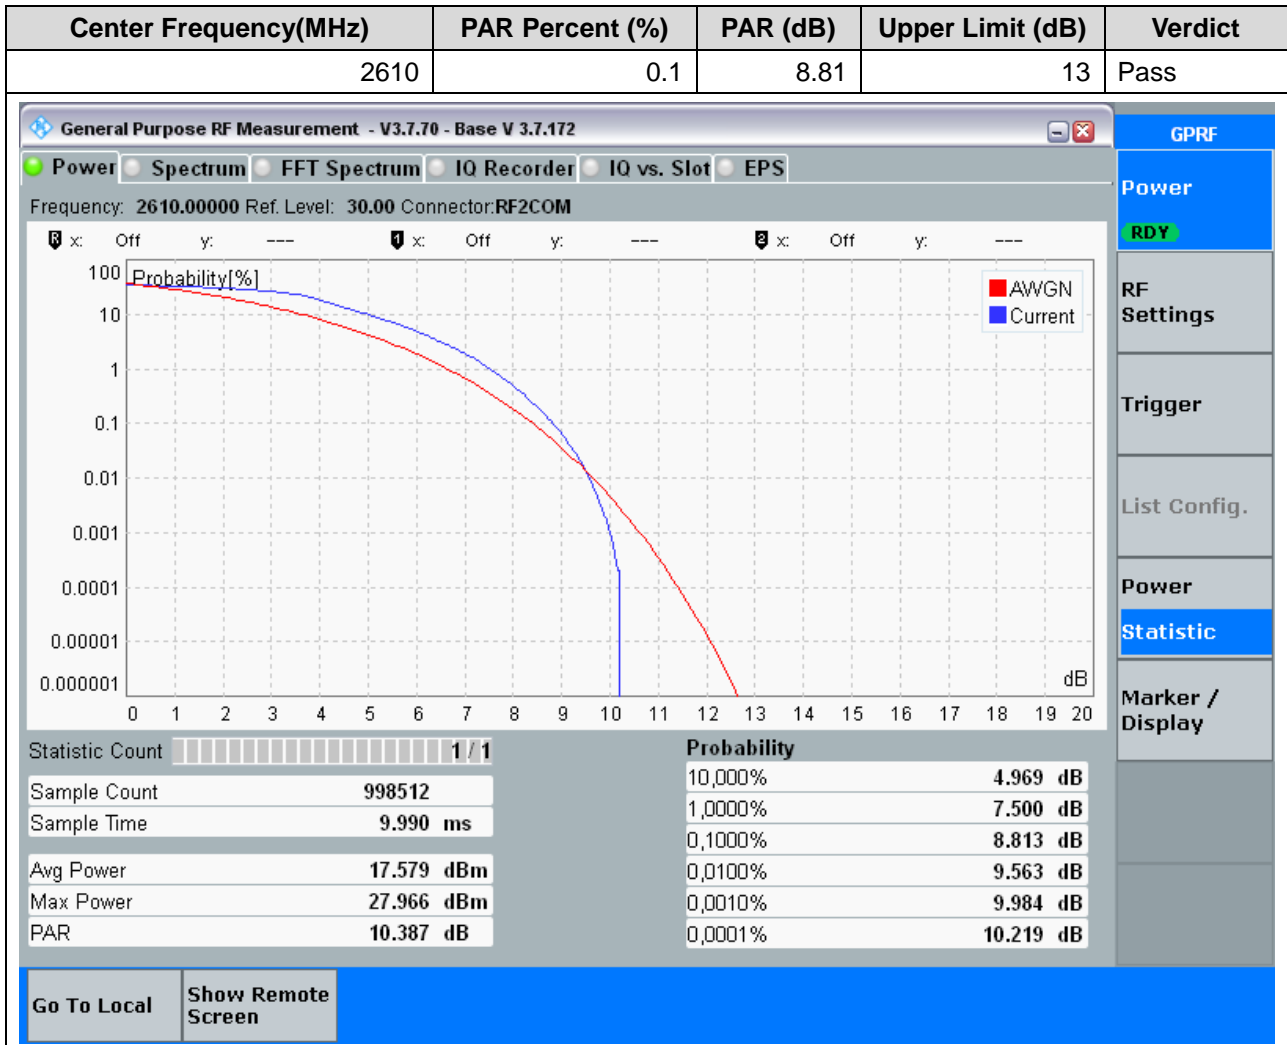 Center Frequency(MHz) PAR Percent (%) PAR (dB) Upper Limit (dB) Verdict
2610 0.1 8.81 13 Pass
General Purpose RF Measurement - V3.7.70 - Base V 3.7.172
GPRF
Power Spectrum FFT Spectrum IQ Recorder IQ vs. Slot EPS
Frequency: 2610.00000 Ref. Level: 30.00 Connector:RF2COM
R x: Off y: --- 1 x: Off y: --- 2 x: Off y: ---
Probability[%]
AWGN
Current
100
10
1
0.1
0.01
0.001
0.0001
0.00001
0.000001
dB
0 1 2 3 4 5 6 7 8 9 10 11 12 13 14 15 16 17 18 19 20
Statistic Count 1 / 1
Sample Count 998512
Sample Time 9.990 ms
Avg Power 17.579 dBm
Max Power 27.966 dBm
PAR 10.387 dB
Probability
10,000% 4.969 dB
1,0000% 7.500 dB
0,1000% 8.813 dB
0,0100% 9.563 dB
0,0010% 9.984 dB
0,0001% 10.219 dB
Power
RDY
RF
Settings
Trigger
List Config.
Power
Statistic
Marker /
Display
Go To Local
Show Remote
Screen